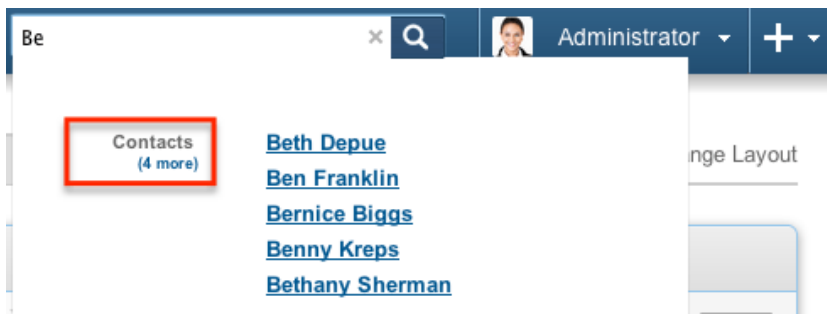 Be Administrator
Contacts Beth Depue
(4 more)
nge Layout
Ben Franklin
Bernice Biggs
Benny Kreps
Bethany Sherman